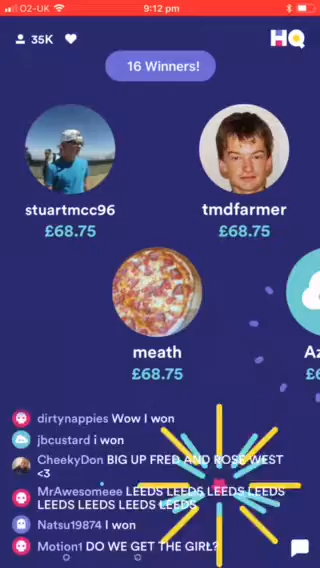 O2-UK 9:12 pm
35K HQ
16 Winners!
stuartmcc96
£68.75
tmdfarmer
£68.75
meath
£68.75
Az
£6
dirtynappies Wow I won
jbcustard i won
CheekyDon BIG UP FRED AND ROSE WEST
<3
MrAwesomeee LEEDS LEEDS LEEDS LEEDS
LEEDS LEEDS LEEDS LEEDS
Natsu19874 I won
Motion1 DO WE GET THE GIRL?